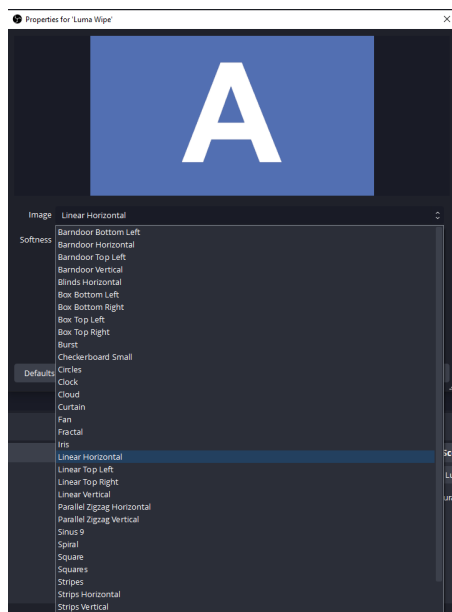 Properties for 'Luma Wipe'
A
Image Linear Horizontal
Softness
Barndoor Bottom Left
Barndoor Horizontal
Barndoor Top Left
Barndoor Vertical
Blinds Horizontal
Box Bottom Left
Box Bottom Right
Box Top Left
Box Top Right
Burst
Checkerboard Small
Circles
Defaults
Clock
Cloud
Curtain
Fan
Fractal
Iris
Linear Horizontal
Linear Top Left
Linear Top Right
Linear Vertical
Parallel Zigzag Horizontal
Parallel Zigzag Vertical
Sinus 9
Spiral
Square
Squares
Stripes
Strips Horizontal
Strips Vertical